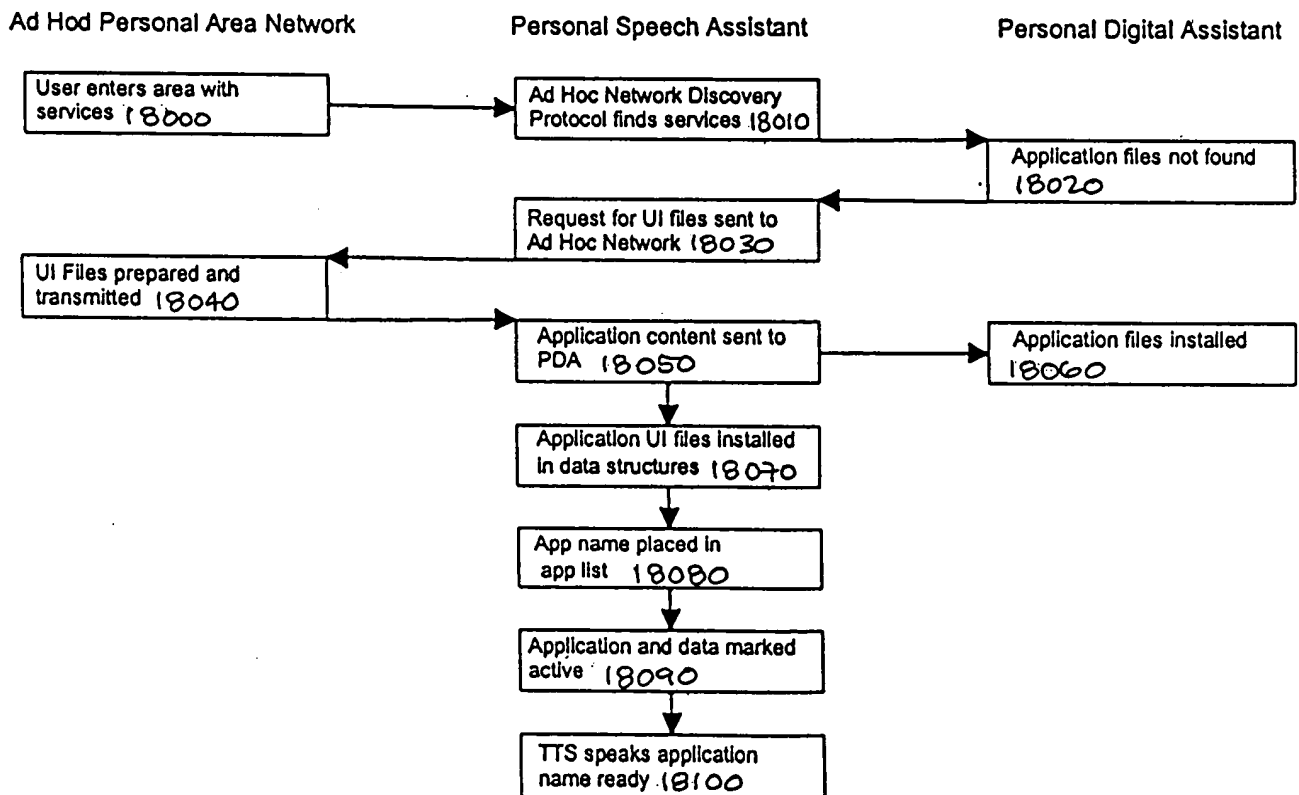 Ad Hod Personal Area Network
Personal Speech Assistant
Personal Digital Assistant
User enters area with
services 18000
Ad Hoc Network Discovery
Protocol finds services 18010
Application files not found
18020
Request for UI files sent to
Ad Hoc Network 18030
UI Files prepared and
transmitted 18040
Application content sent to
PDA 18050
Application files installed
18060
Application UI files installed
in data structures 18070
App name placed in
app list 18080
Application and data marked
active 18090
TTS speaks application
name ready 18100